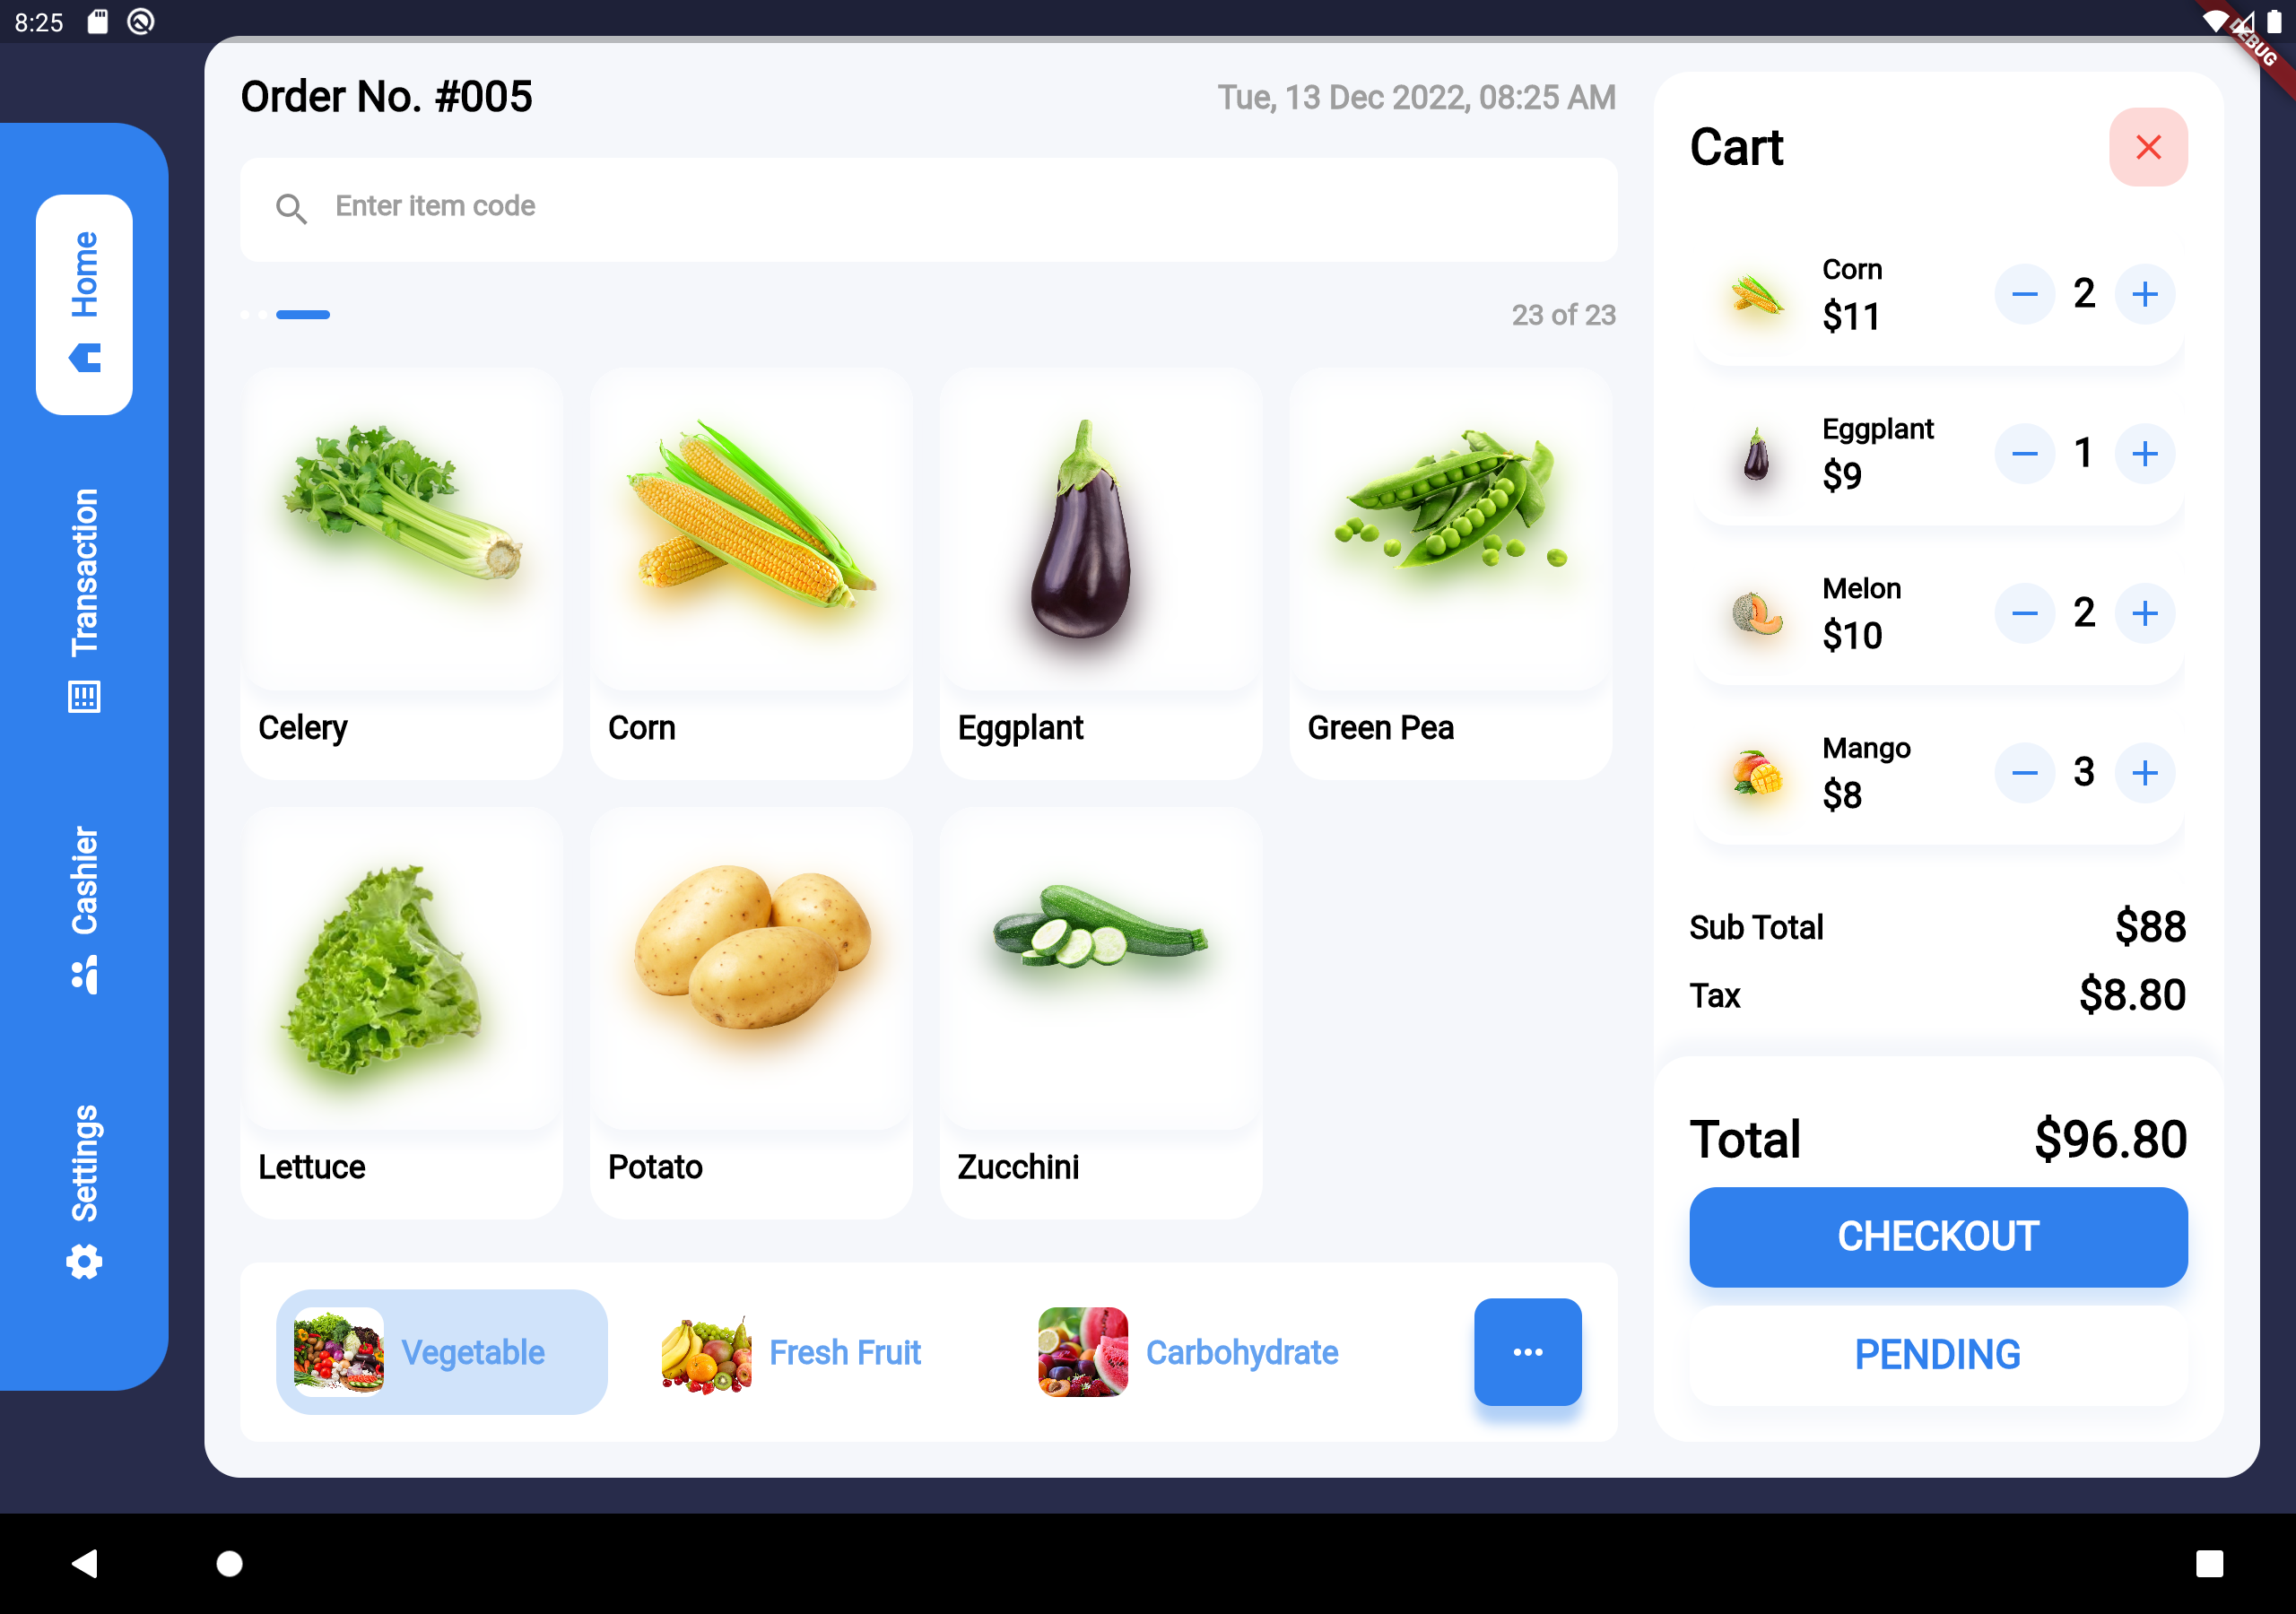 8:25
DEBUG
Home
Transaction
Cashier
Settings
Order No. #005
Tue, 13 Dec 2022, 08:25 AM
Enter item code
23 of 23
Celery
Corn
Eggplant
Green Pea
Lettuce
Potato
Zucchini
Vegetable
Fresh Fruit
Carbohydrate
Cart
Corn
$11
2
Eggplant
$9
1
Melon
$10
2
Mango
$8
3
Sub Total $88
Tax $8.80
Total $96.80
CHECKOUT
PENDING